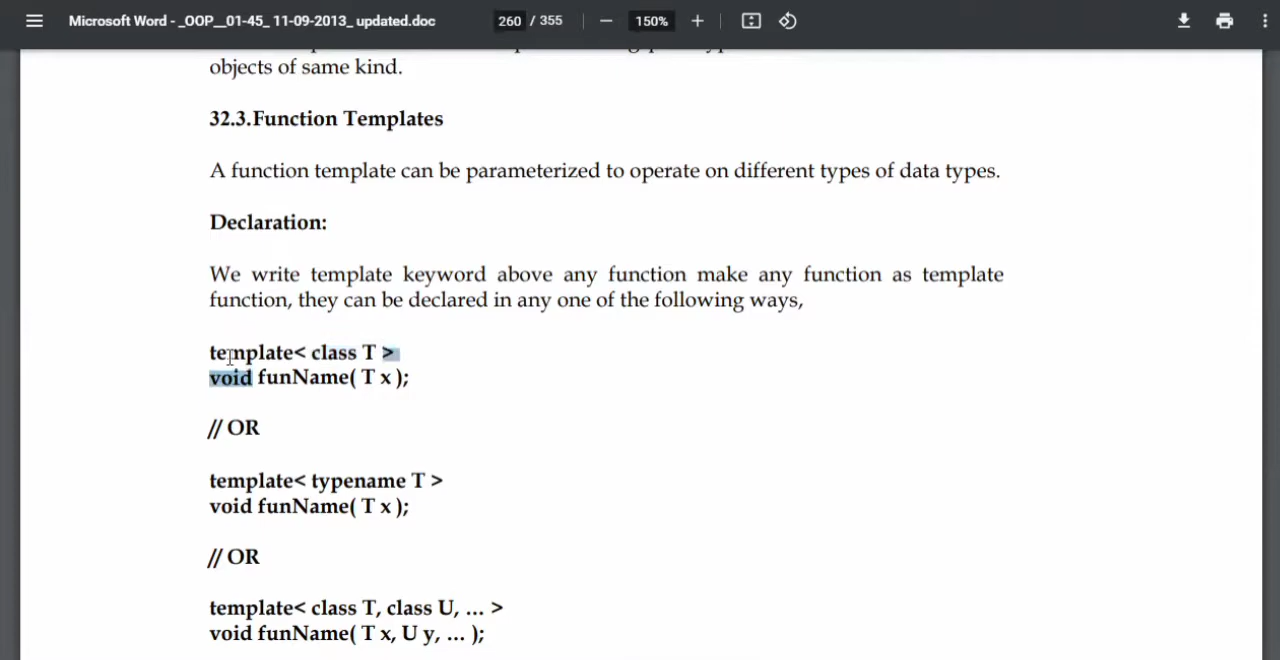 Microsoft Word - _OOP__01-45_ 11-09-2013_ updated.doc
260 / 355
150%
objects of same kind.
32.3.Function Templates
A function template can be parameterized to operate on different types of data types.
Declaration:
We write template keyword above any function make any function as template
function, they can be declared in any one of the following ways,
template< class T >
void funName( T x );
// OR
template< typename T >
void funName( T x );
// OR
template< class T, class U, ... >
void funName( T x, U y, ... );